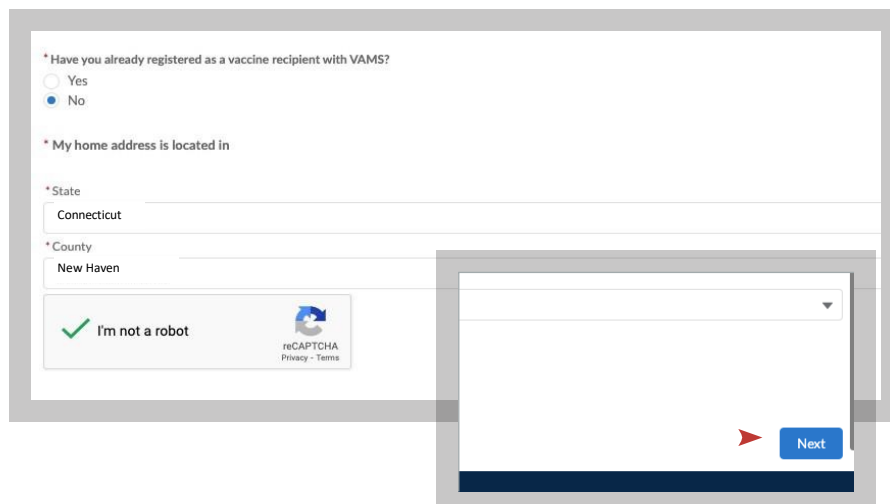 * Have you already registered as a vaccine recipient with VAMS?
Yes
No
* My home address is located in
* State
Connecticut
* County
New Haven
I'm not a robot
reCAPTCHA
Privacy - Terms
Next